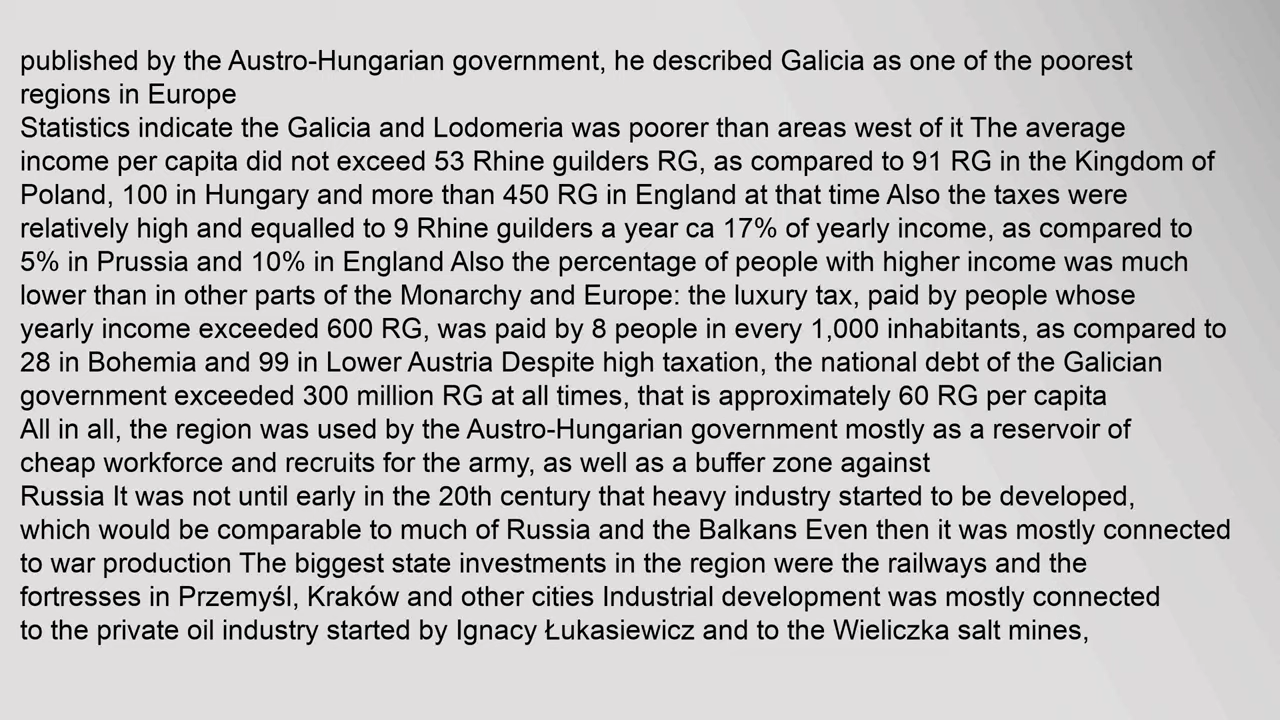 published by the Austro-Hungarian government, he described Galicia as one of the poorest
regions in Europe
Statistics indicate the Galicia and Lodomeria was poorer than areas west of it The average
income per capita did not exceed 53 Rhine guilders RG, as compared to 91 RG in the Kingdom of
Poland, 100 in Hungary and more than 450 RG in England at that time Also the taxes were
relatively high and equalled to 9 Rhine guilders a year ca 17% of yearly income, as compared to
5% in Prussia and 10% in England Also the percentage of people with higher income was much
lower than in other parts of the Monarchy and Europe: the luxury tax, paid by people whose
yearly income exceeded 600 RG, was paid by 8 people in every 1,000 inhabitants, as compared to
28 in Bohemia and 99 in Lower Austria Despite high taxation, the national debt of the Galician
government exceeded 300 million RG at all times, that is approximately 60 RG per capita
All in all, the region was used by the Austro-Hungarian government mostly as a reservoir of
cheap workforce and recruits for the army, as well as a buffer zone against
Russia It was not until early in the 20th century that heavy industry started to be developed,
which would be comparable to much of Russia and the Balkans Even then it was mostly connected
to war production The biggest state investments in the region were the railways and the
fortresses in Przemyśl, Kraków and other cities Industrial development was mostly connected
to the private oil industry started by Ignacy Łukasiewicz and to the Wieliczka salt mines,